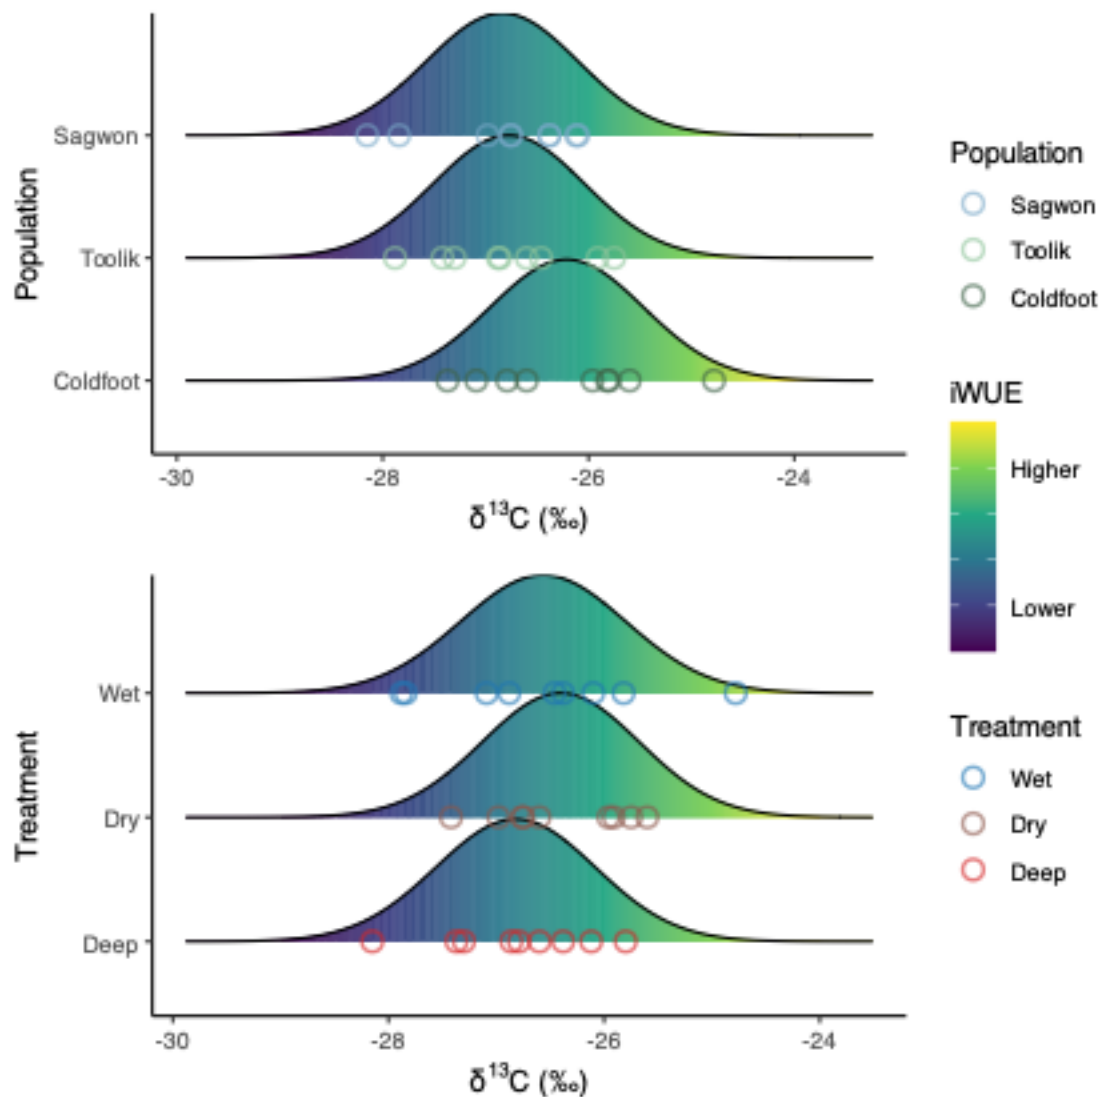 Population
Sagwon
Toolik
Coldfoot
-30 -28 -26 -24
δ¹³C (‰)
Population
Sagwon
Toolik
Coldfoot
iWUE
Higher
Lower
Treatment
Wet
Dry
Deep
-30 -28 -26 -24
δ¹³C (‰)
Treatment
Wet
Dry
Deep